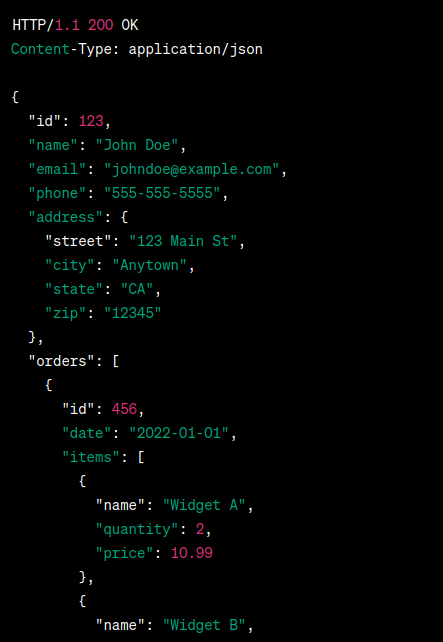 HTTP/1.1 200 OK
Content-Type: application/json
{
"id": 123,
"name": "John Doe",
"email": "johndoe@example.com",
"phone": "555-555-5555",
"address": {
"street": "123 Main St",
"city": "Anytown",
"state": "CA",
"zip": "12345"
},
"orders": [
{
"id": 456,
"date": "2022-01-01",
"items": [
{
"name": "Widget A",
"quantity": 2,
"price": 10.99
},
{
"name": "Widget B",